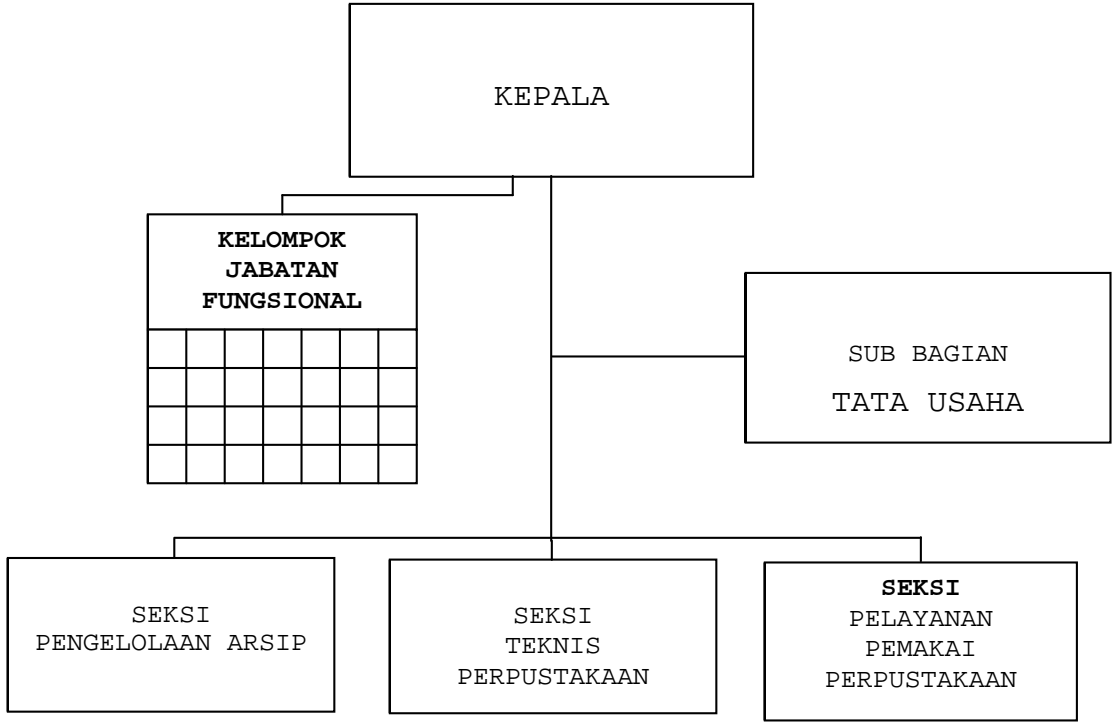 KEPALA
KELOMPOK
JABATAN
FUNGSIONAL
SUB BAGIAN
TATA USAHA
SEKSI
PENGELOLAAN ARSIP
SEKSI
TEKNIS
PERPUSTAKAAN
SEKSI
PELAYANAN
PEMAKAI
PERPUSTAKAAN